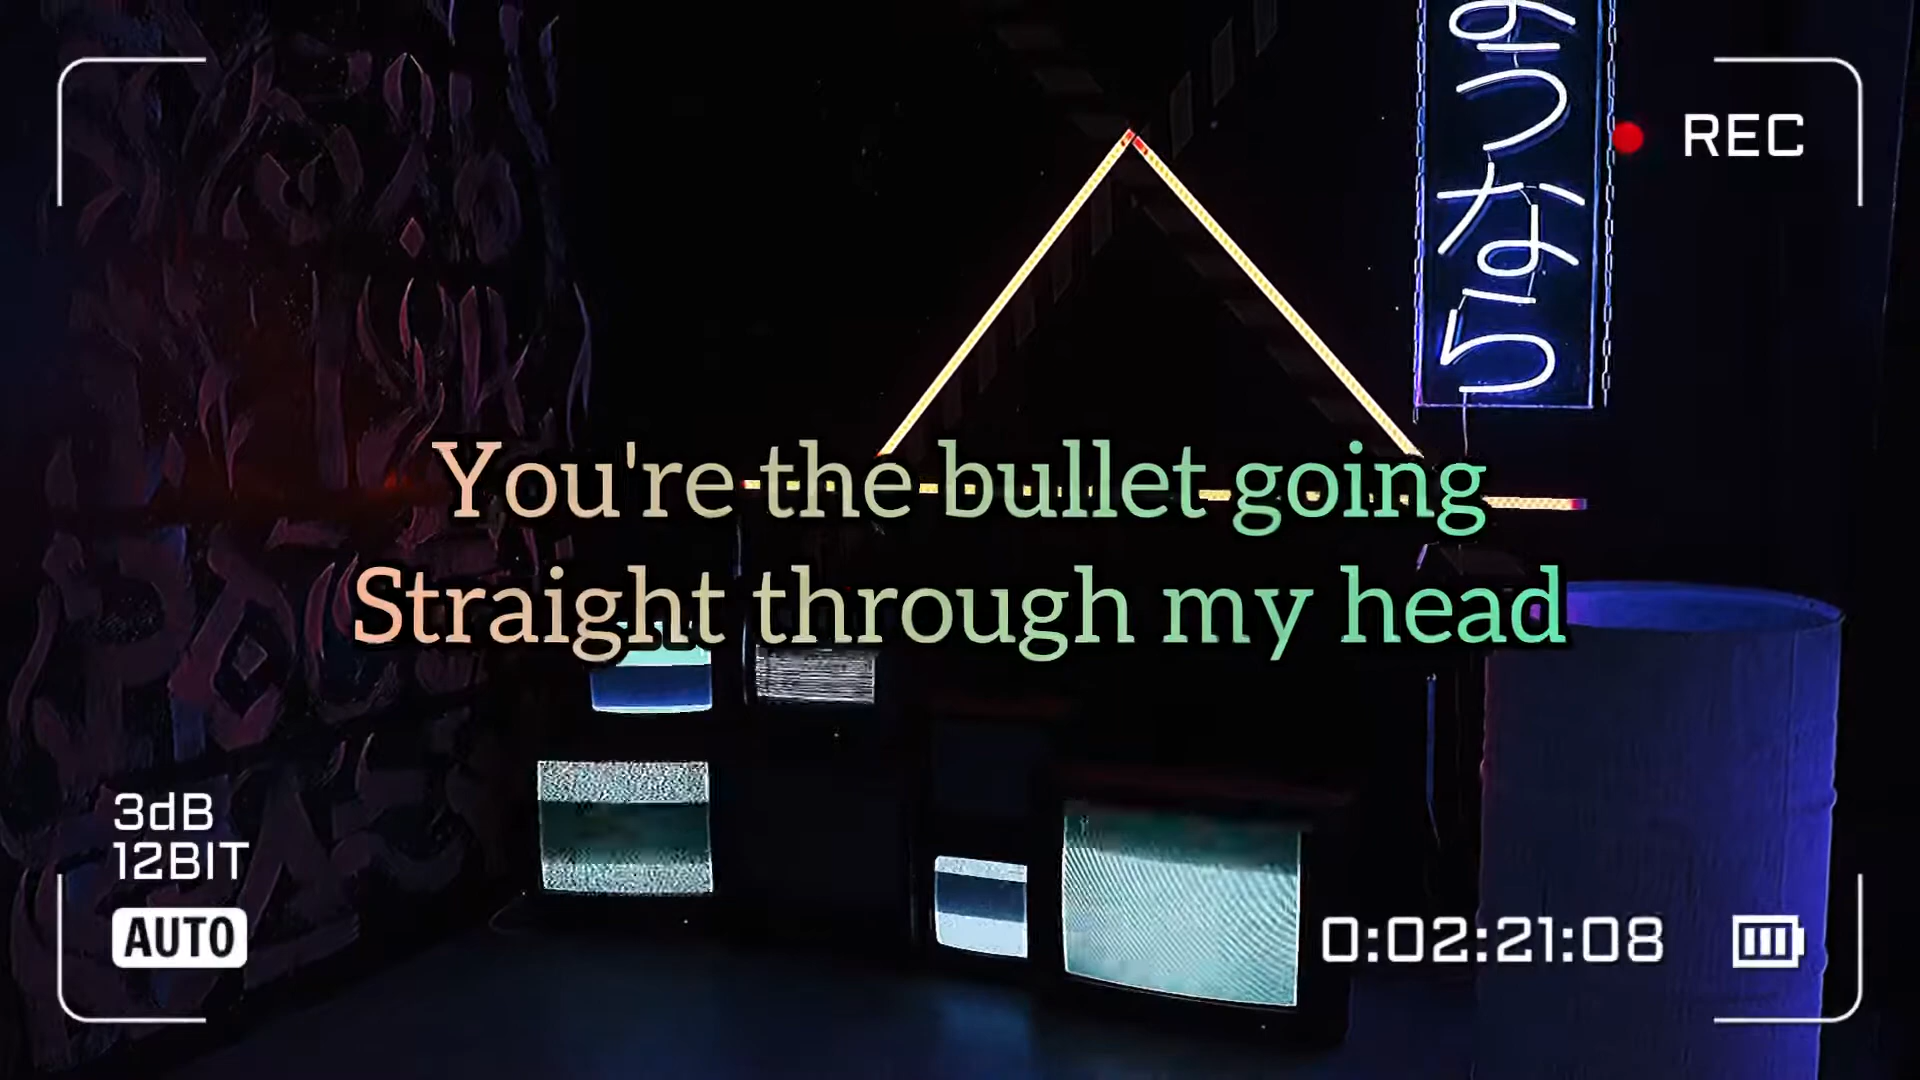 うつなら
REC
You're the bullet going
Straight through my head
3dB
12BIT
AUTO
0:02:21:08